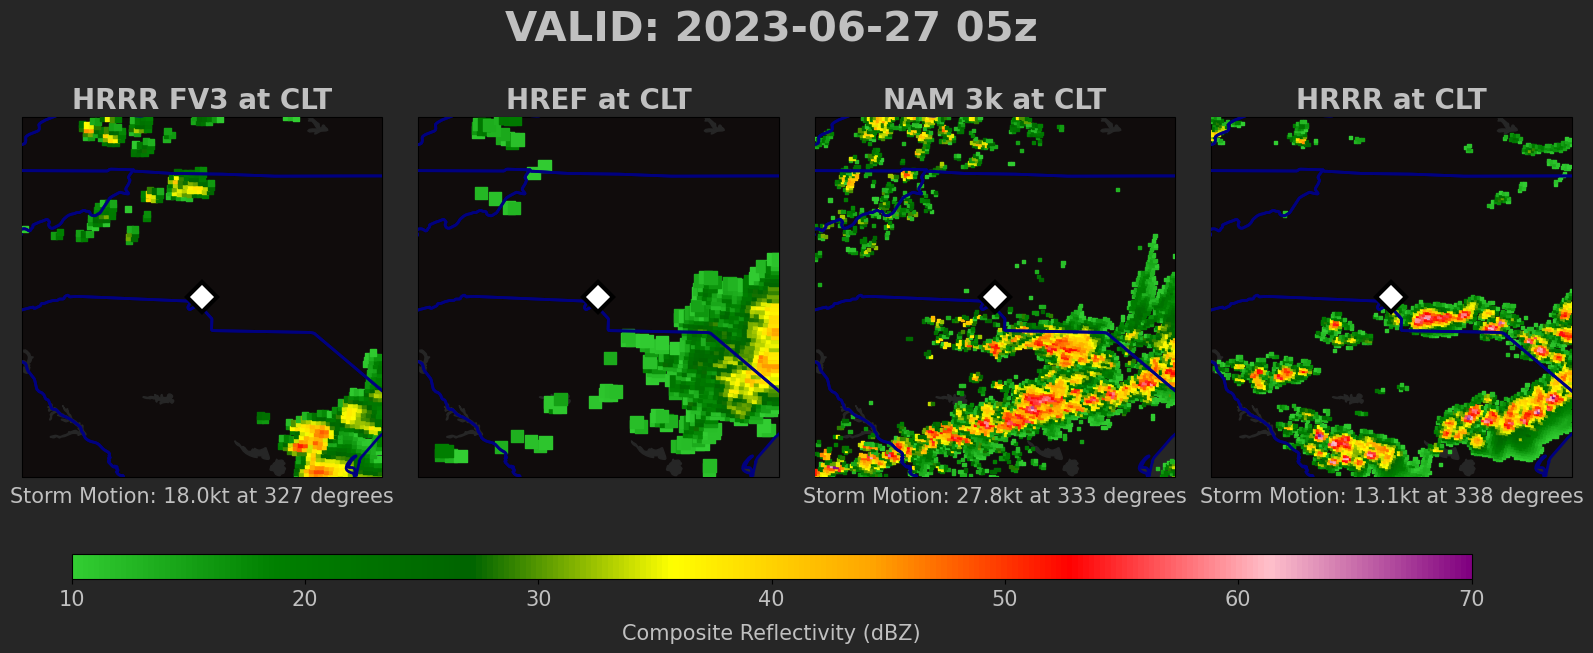 VALID: 2023-06-27 05z
HRRR FV3 at CLT
HREF at CLT
NAM 3k at CLT
HRRR at CLT
Storm Motion: 18.0kt at 327 degrees
Storm Motion: 27.8kt at 333 degrees
Storm Motion: 13.1kt at 338 degrees
10 20 30 40 50 60 70
Composite Reflectivity (dBZ)